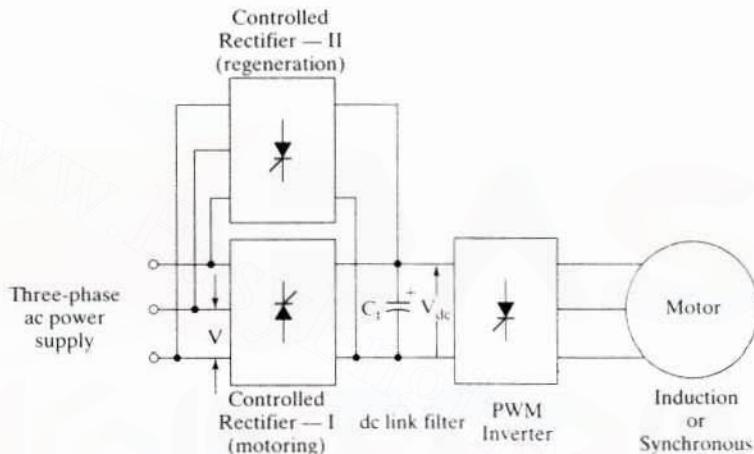 Controlled
Rectifier — II
(regeneration)
Three-phase
ac power
supply
V
Controlled
Rectifier — I
(motoring)
Cf
+
Vdc
dc link filter
PWM
Inverter
Motor
Induction
or
Synchronous